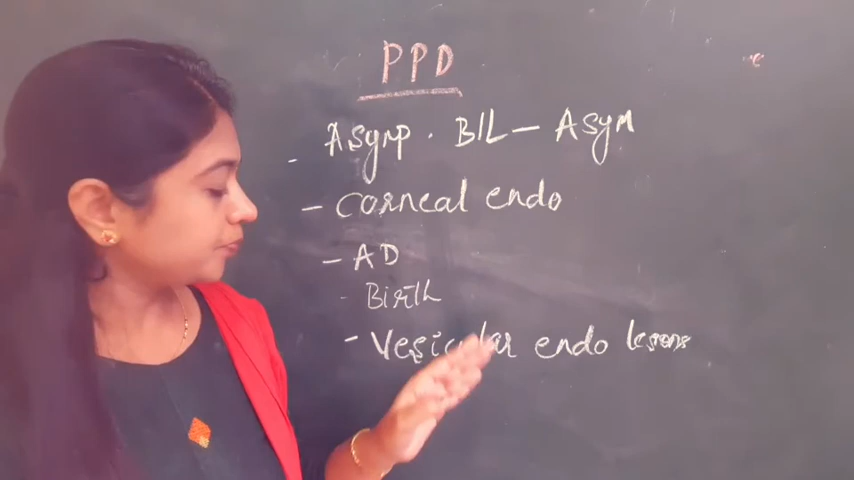 PPD
- Asymp. B/L - Asym
- Corneal endo
- AD
- Birth
- Vesicular endo lesions